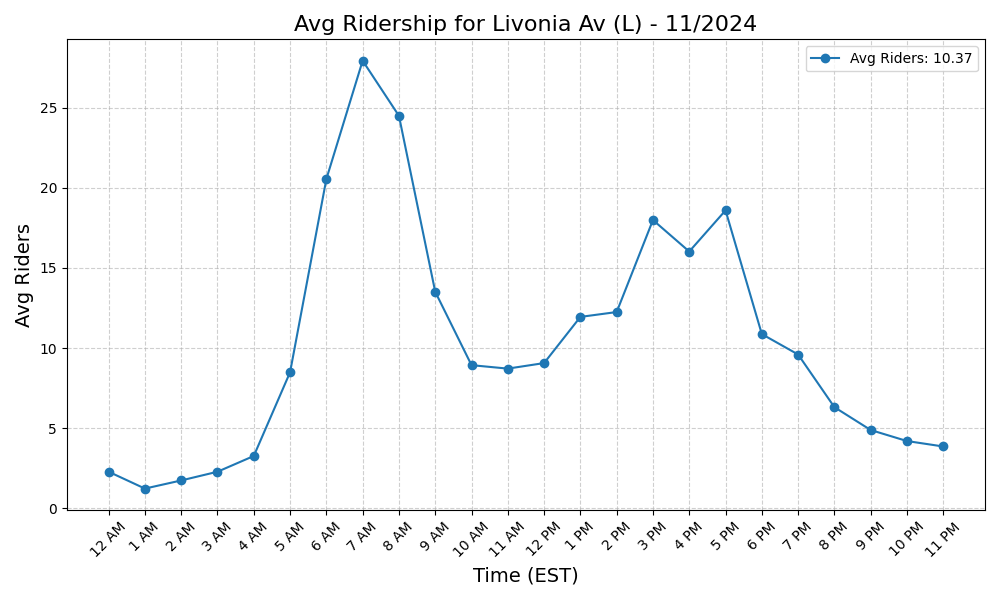 Avg Ridership for Livonia Av (L) - 11/2024
Avg Riders: 10.37
Avg Riders
25
20
15
10
5
0
12 AM
1 AM
2 AM
3 AM
4 AM
5 AM
6 AM
7 AM
8 AM
9 AM
10 AM
11 AM
12 PM
1 PM
2 PM
3 PM
4 PM
5 PM
6 PM
7 PM
8 PM
9 PM
10 PM
11 PM
Time (EST)